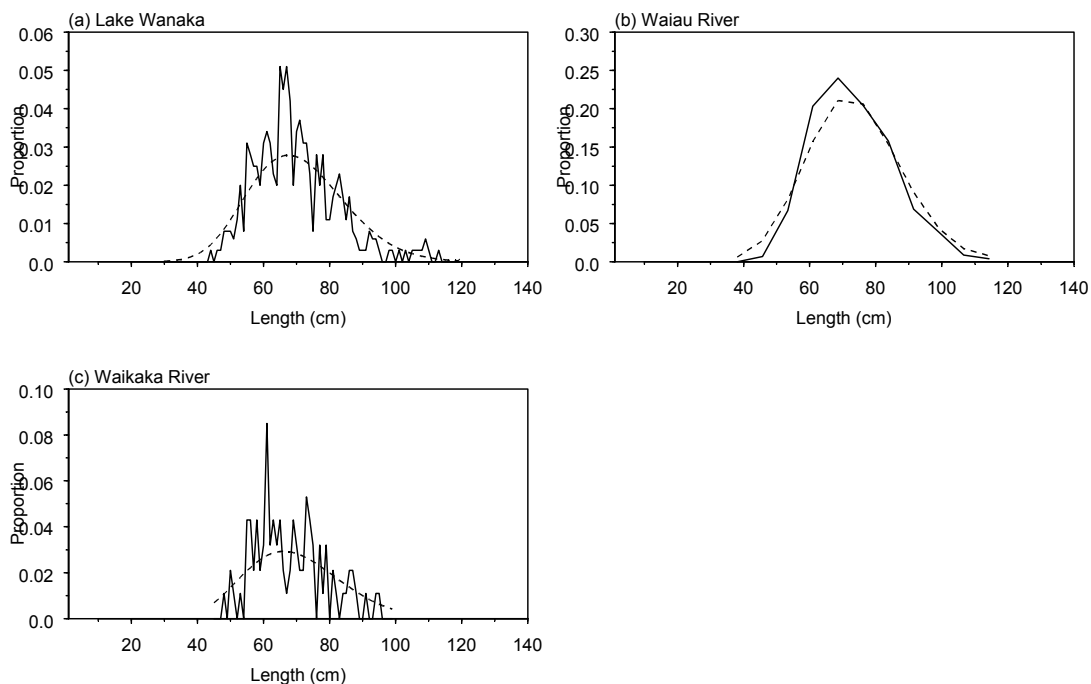 (a) Lake Wanaka
0.06
0.05
0.04
0.03
0.02
0.01
0.0
Proportion
20 40 60 80 100 120 140
Length (cm)
(b) Waiau River
0.30
0.25
0.20
0.15
0.10
0.05
0.0
Proportion
20 40 60 80 100 120 140
Length (cm)
(c) Waikaka River
0.10
0.08
0.06
0.04
0.02
0.0
Proportion
20 40 60 80 100 120 140
Length (cm)